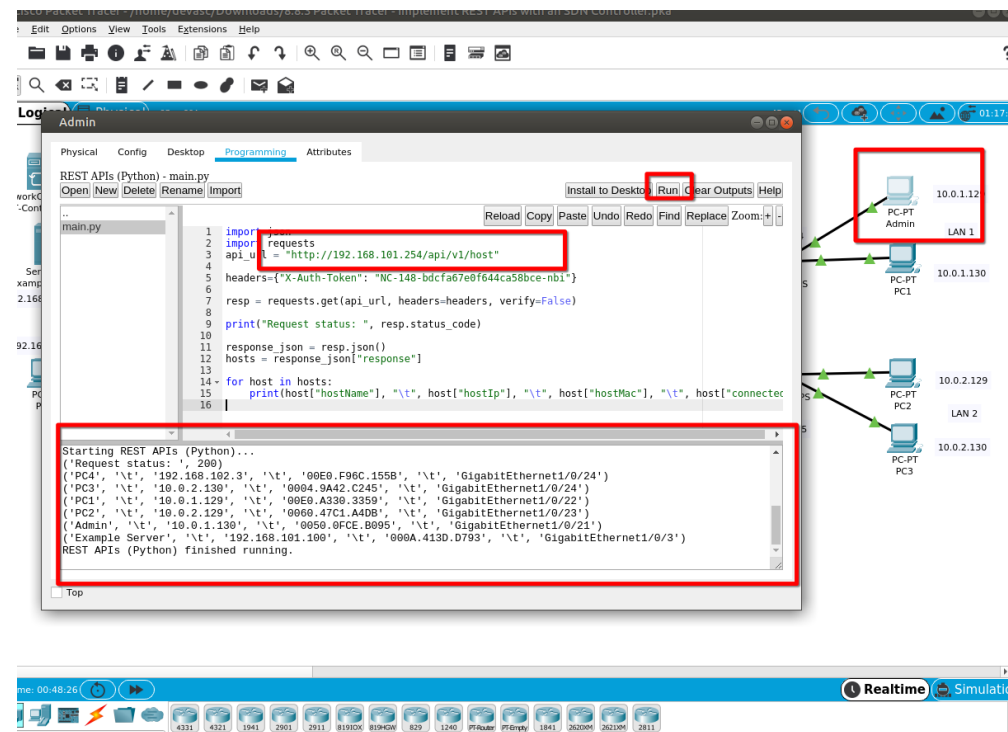 Cisco Packet Tracer - /home/devasc/Downloads/8.8.3 Packet Tracer - Implement REST APIs with an SDN Controller.pka
Edit Options View Tools Extensions Help
01:17:
Admin
Physical Config Desktop Programming Attributes
REST APIs (Python) - main.py
Open New Delete Rename Import
Install to Desktop Run Clear Outputs Help
Reload Copy Paste Undo Redo Find Replace Zoom: + -
..
main.py
1 import json
2 import requests
3 api_url = "http://192.168.101.254/api/v1/host"
4
5 headers={"X-Auth-Token": "NC-148-bdcfa67e0f644ca58bce-nbi"}
6
7 resp = requests.get(api_url, headers=headers, verify=False)
8
9 print("Request status: ", resp.status_code)
10
11 response_json = resp.json()
12 hosts = response_json["response"]
13
14 for host in hosts:
15 print(host["hostName"], "\t", host["hostIp"], "\t", host["hostMac"], "\t", host["connected
16
Starting REST APIs (Python)...
('Request status: ', 200)
('PC4', '\t', '192.168.102.3', '\t', '00E0.F96C.155B', '\t', 'GigabitEthernet1/0/24')
('PC3', '\t', '10.0.2.130', '\t', '0004.9A42.C245', '\t', 'GigabitEthernet1/0/24')
('PC1', '\t', '10.0.1.129', '\t', '00E0.A330.3359', '\t', 'GigabitEthernet1/0/22')
('PC2', '\t', '10.0.2.129', '\t', '0060.47C1.A4DB', '\t', 'GigabitEthernet1/0/23')
('Admin', '\t', '10.0.1.130', '\t', '0050.0FCE.B095', '\t', 'GigabitEthernet1/0/21')
('Example Server', '\t', '192.168.101.100', '\t', '000A.413D.D793', '\t', 'GigabitEthernet1/0/3')
REST APIs (Python) finished running.
Top
10.0.1.129
PC-PT
Admin
LAN 1
10.0.1.130
PC-PT
PC1
10.0.2.129
PC-PT
PC2
LAN 2
10.0.2.130
PC-PT
PC3
00:48:26
Realtime
4331 4321 1941 2901 2911 819IOX 819HGW 829 1240 PT-Router PT-Empty 1841 2620XM 2621XM 2811